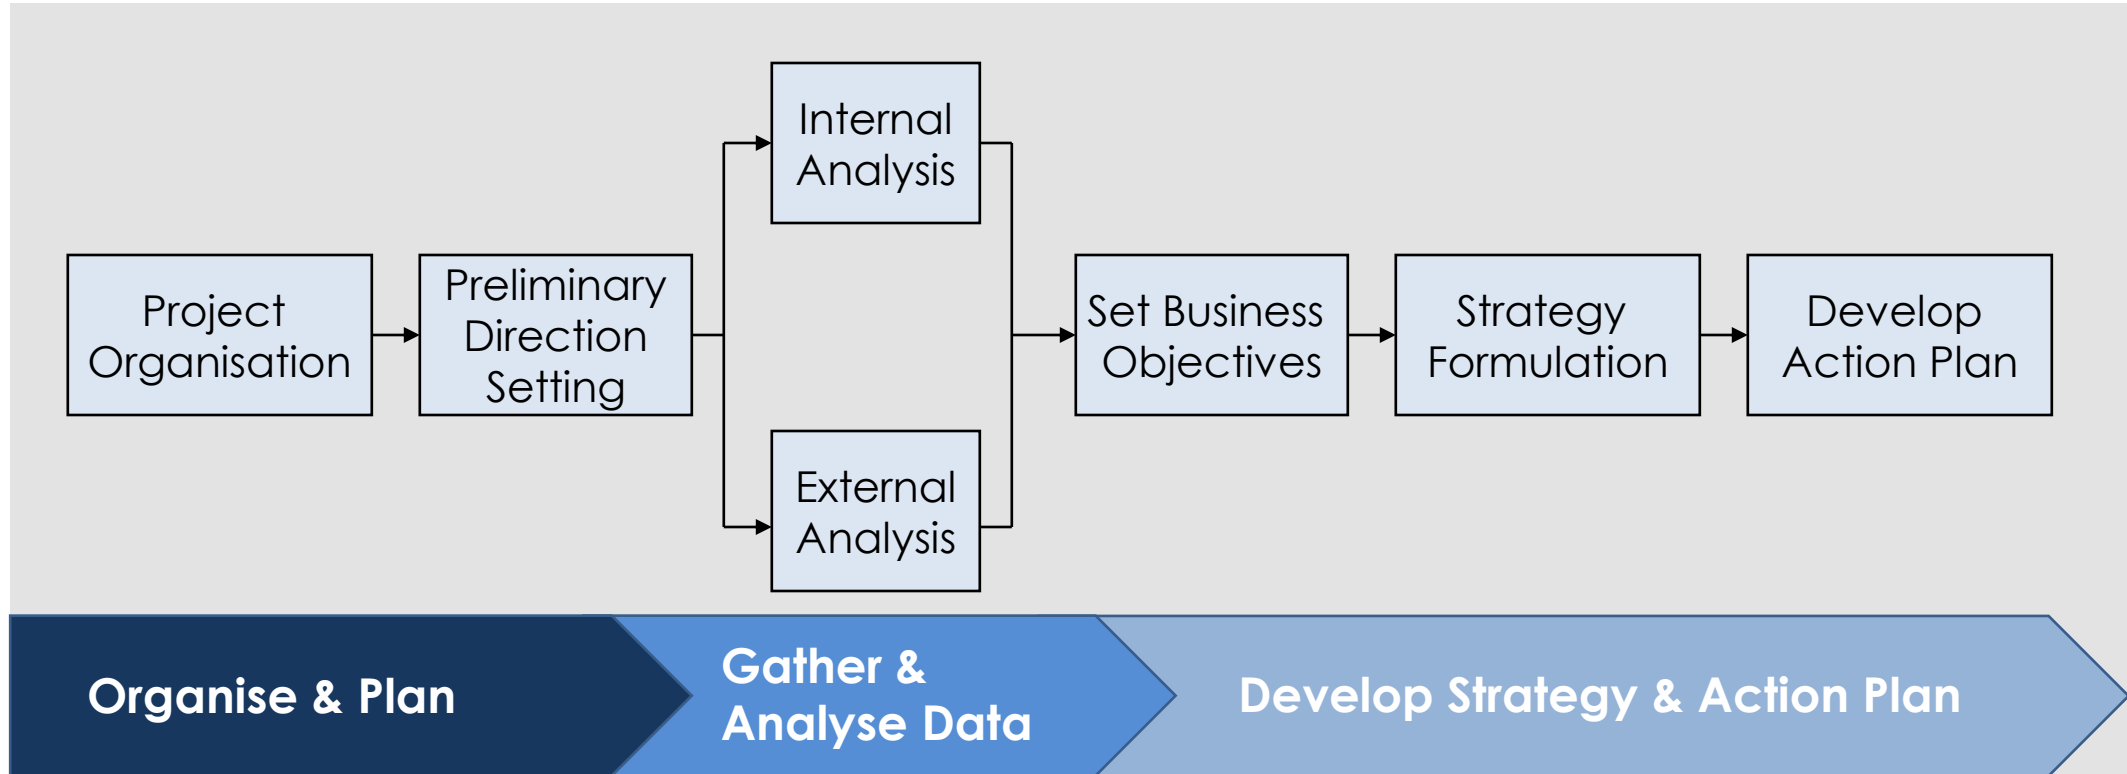 Project
Organisation
Preliminary
Direction
Setting
Internal
Analysis
External
Analysis
Set Business
Objectives
Strategy
Formulation
Develop
Action Plan
Organise & Plan
Gather &
Analyse Data
Develop Strategy & Action Plan